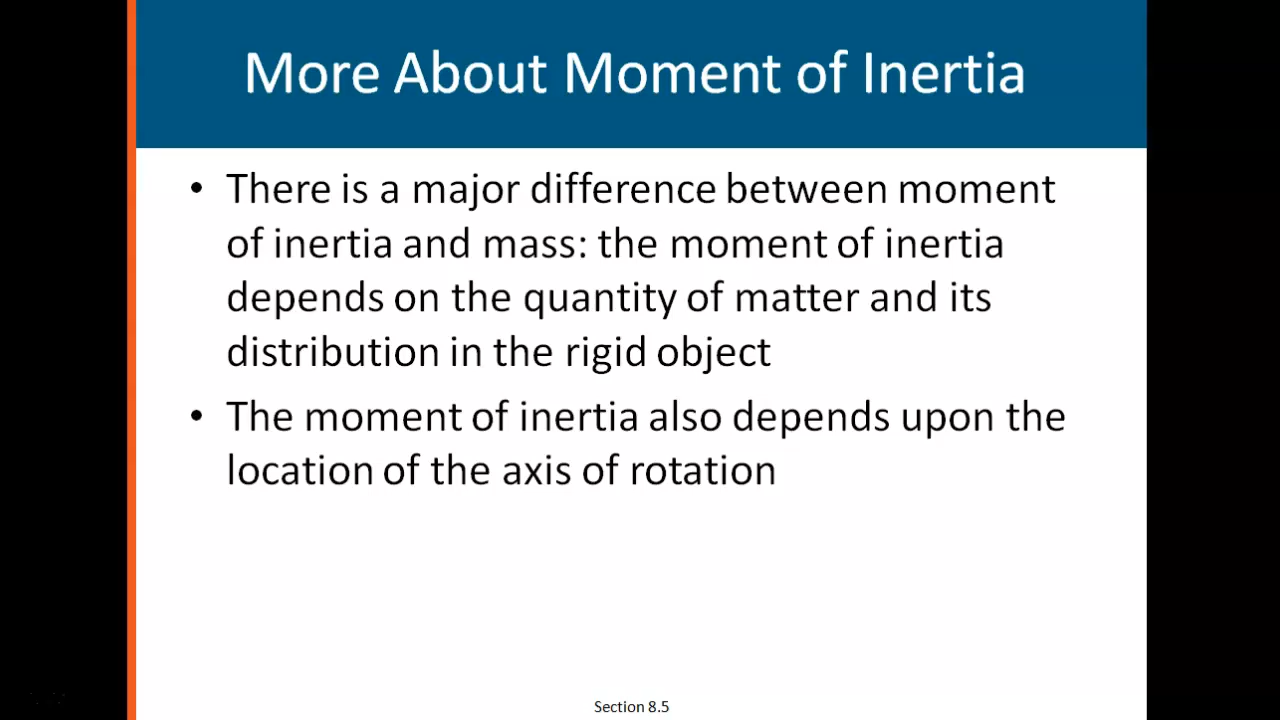 More About Moment of Inertia
• There is a major difference between moment
of inertia and mass: the moment of inertia
depends on the quantity of matter and its
distribution in the rigid object
• The moment of inertia also depends upon the
location of the axis of rotation
Section 8.5